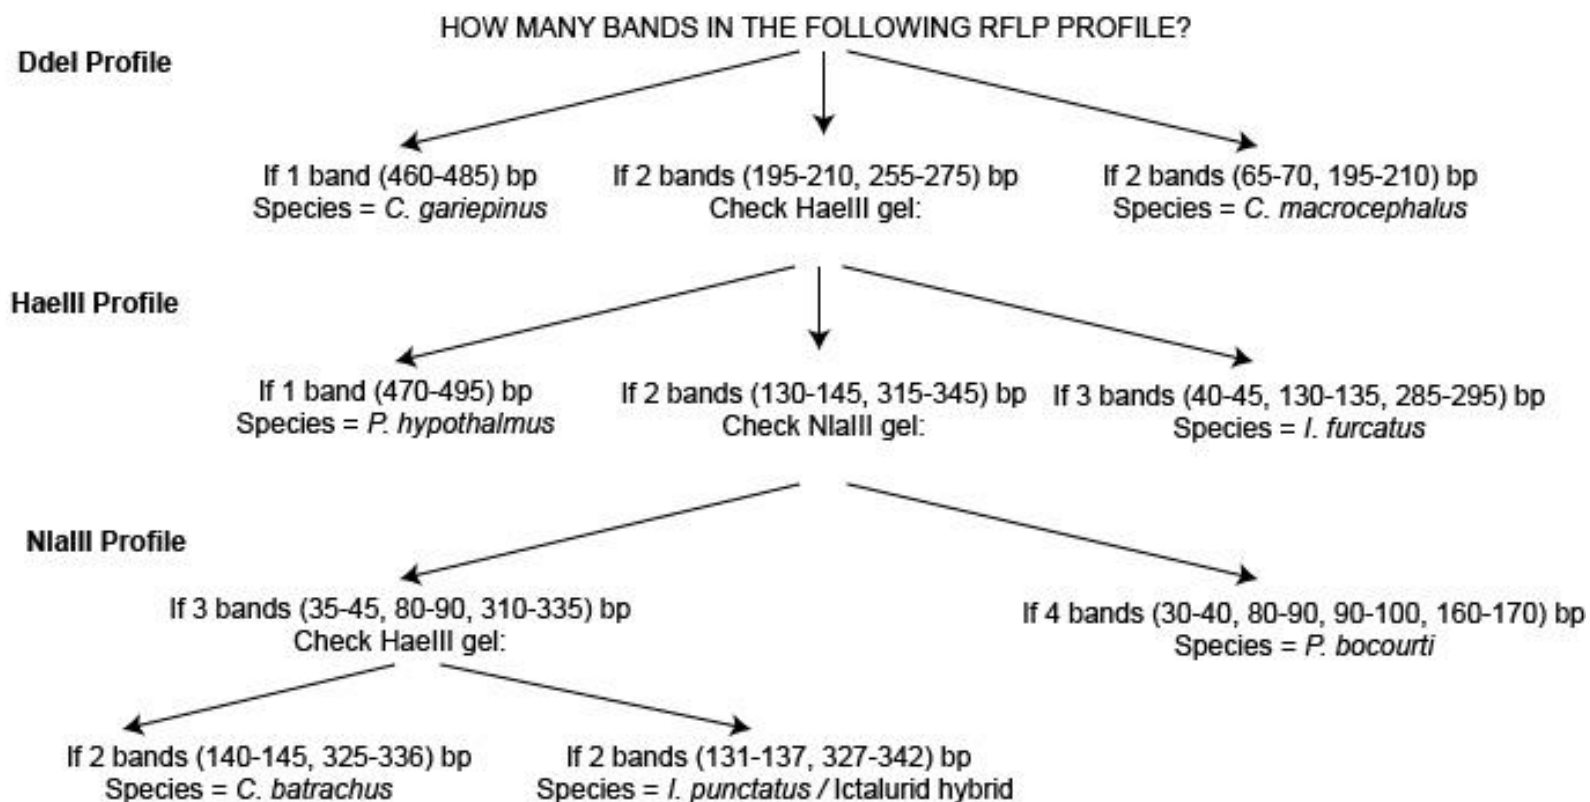 HOW MANY BANDS IN THE FOLLOWING RFLP PROFILE?
DdeI Profile
If 1 band (460-485) bp
Species = C. gariepinus
If 2 bands (195-210, 255-275) bp
Check HaeIII gel:
If 2 bands (65-70, 195-210) bp
Species = C. macrocephalus
HaeIII Profile
If 1 band (470-495) bp
Species = P. hypothalmus
If 2 bands (130-145, 315-345) bp
Check NlaIII gel:
If 3 bands (40-45, 130-135, 285-295) bp
Species = I. furcatus
NlaIII Profile
If 3 bands (35-45, 80-90, 310-335) bp
Check HaeIII gel:
If 4 bands (30-40, 80-90, 90-100, 160-170) bp
Species = P. bocourti
If 2 bands (140-145, 325-336) bp
Species = C. batrachus
If 2 bands (131-137, 327-342) bp
Species = I. punctatus / Ictalurid hybrid